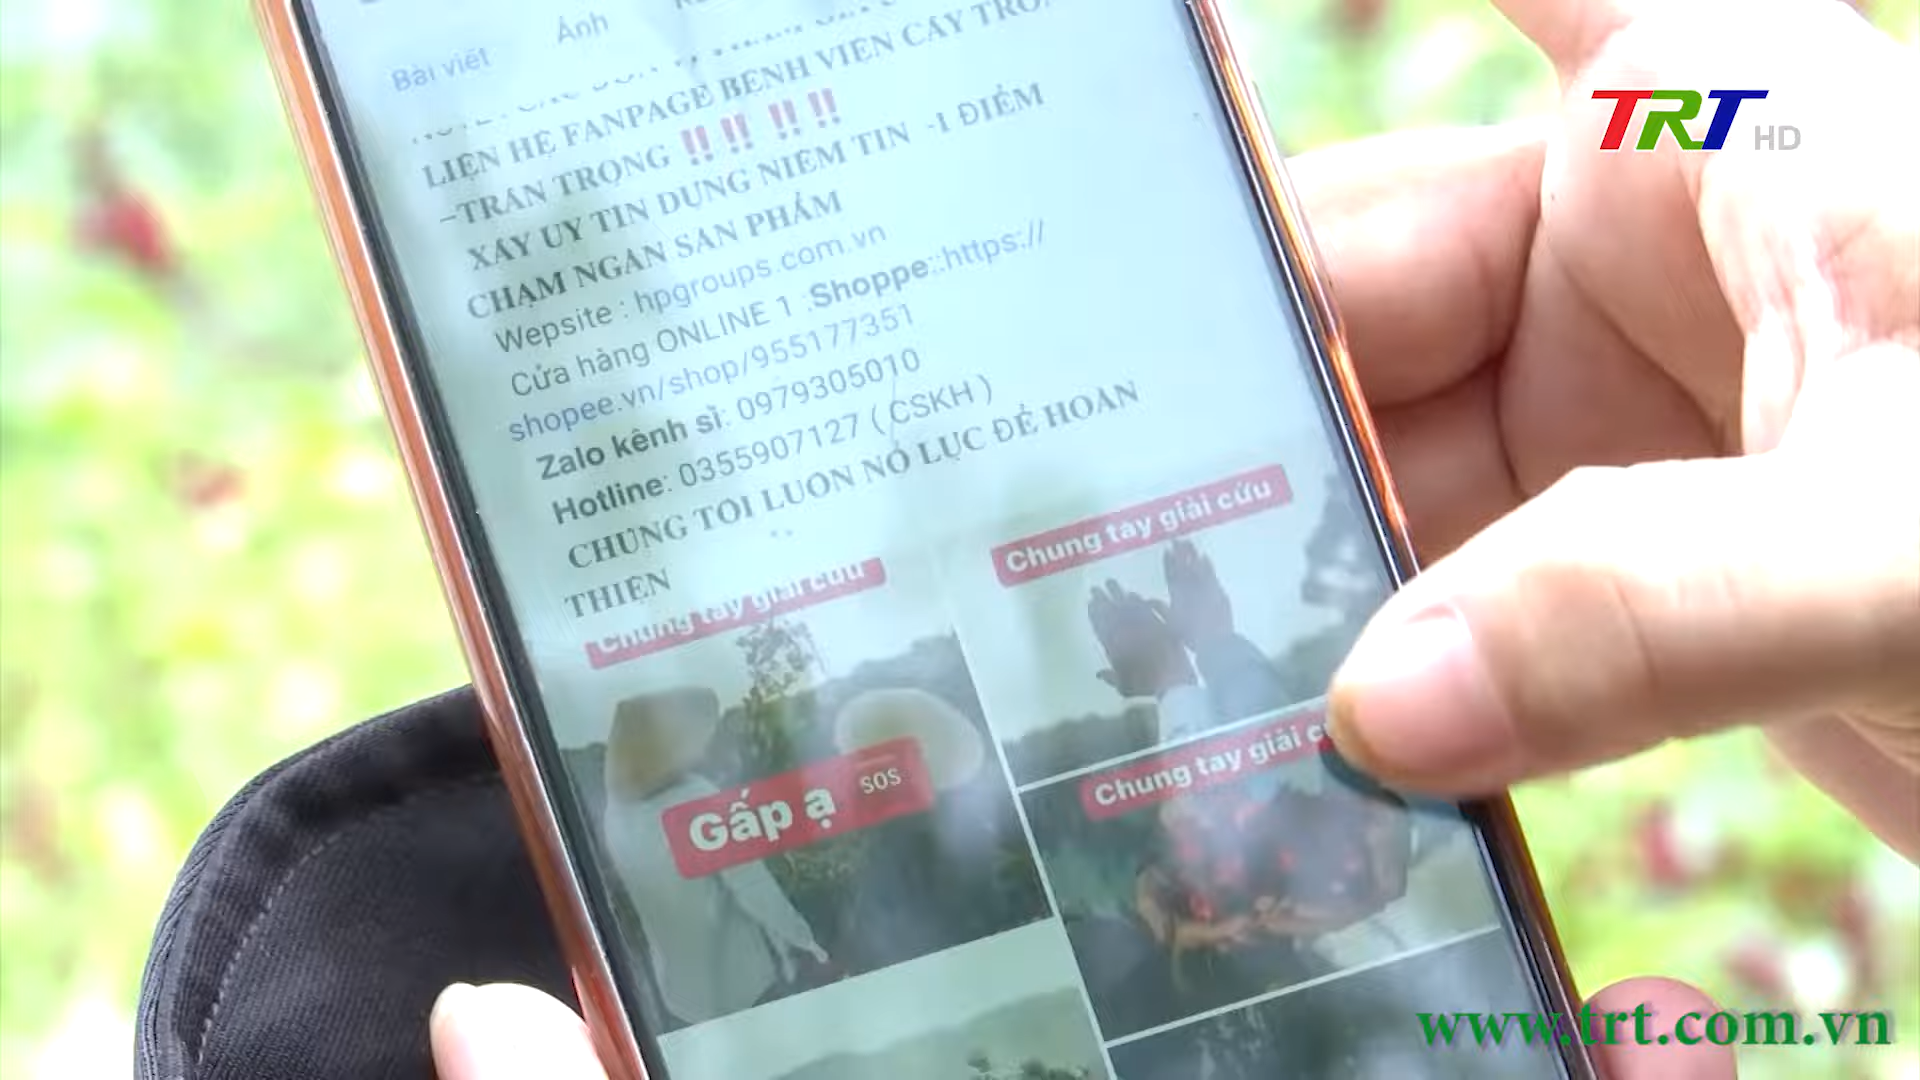 TRT HD
Bài viết
Ảnh
LIÊN HỆ FANPAGE BỆNH VIỆN CÂY
–TRÂN TRỌNG ‼️‼️ ‼️‼️
XÂY UY TIN DỤNG NIỀM TIN -1 ĐIỂM
CHẠM NGÀN SẢN PHẨM
Wepsite : hpgroups.com.vn
Cửa hàng ONLINE 1 :Shoppe::https://
shopee.vn/shop/955177351
Zalo kênh sỉ: 0979305010
Hotline: 0355907127 ( CSKH )
CHÚNG TÔI LUÔN NỖ LỰC ĐỂ HOÀN
THIỆN
Chung tay giải cứu
Chung tay giải cứu
Gấp ạ SOS
Chung tay giải
www.trt.com.vn